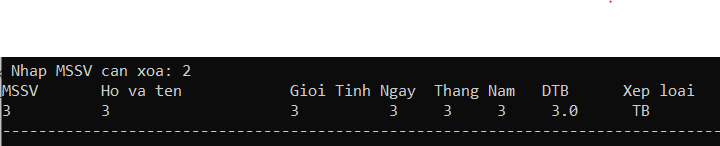 Nhap MSSV can xoa: 2
MSSV Ho va ten Gioi Tinh Ngay Thang Nam DTB Xep loai
3 3 3 3 3 3 3.0 TB
--------------------------------------------------------------------------------